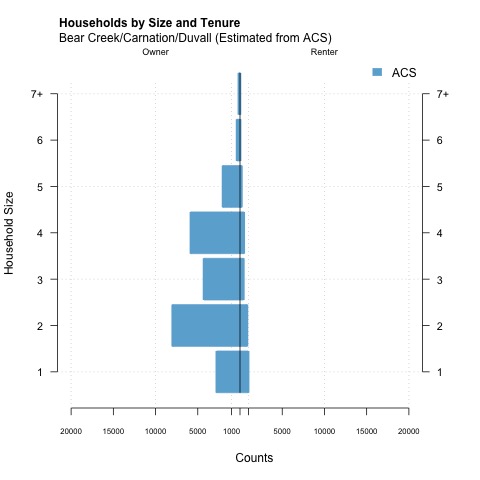 Households by Size and Tenure
Bear Creek/Carnation/Duvall (Estimated from ACS)
Owner Renter
ACS
7+ 7+
6 6
5 5
4 4
3 3
2 2
1 1
Household Size
20000 15000 10000 5000 1000 5000 10000 15000 20000
Counts